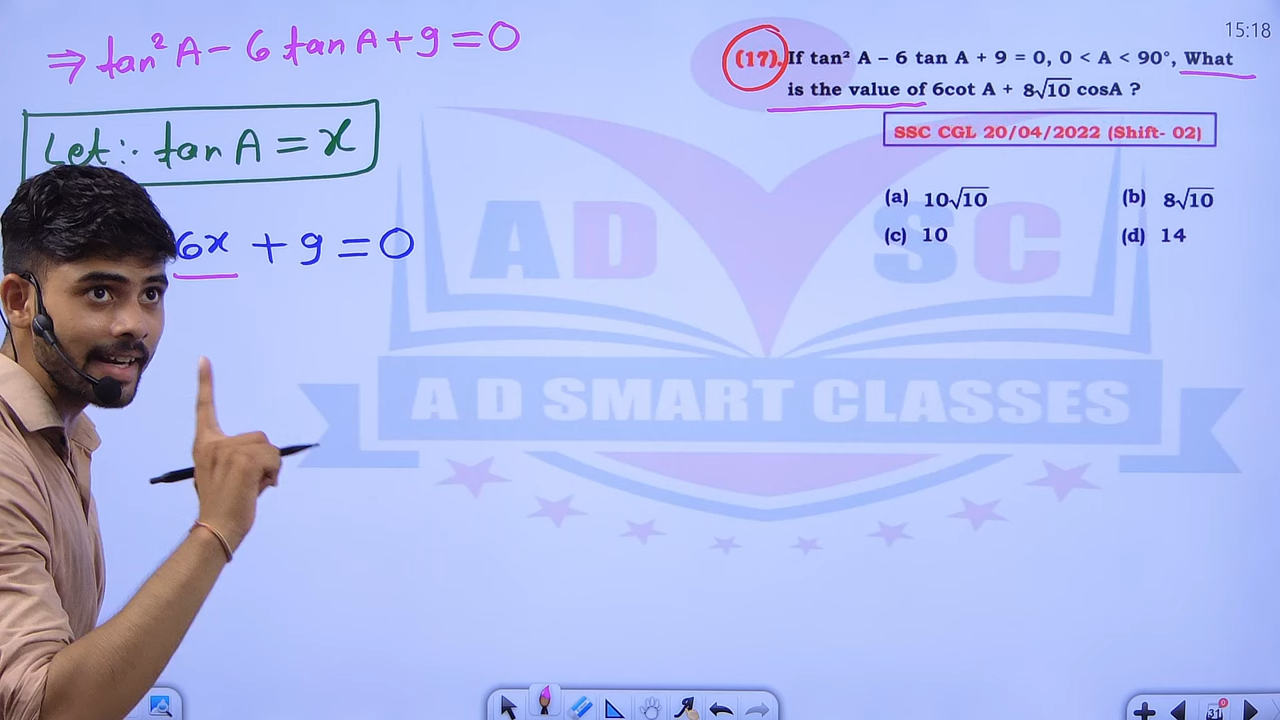 ⇒ tan² A - 6 tan A + 9 = 0
Let:- tan A = x
6x + 9 = 0
15:18
(17). If tan² A – 6 tan A + 9 = 0, 0 < A < 90°, What
is the value of 6cot A + 8√10 cosA ?
SSC CGL 20/04/2022 (Shift- 02)
(a) 10√10
(b) 8√10
(c) 10
(d) 14
AD SC
A D SMART CLASSES
31